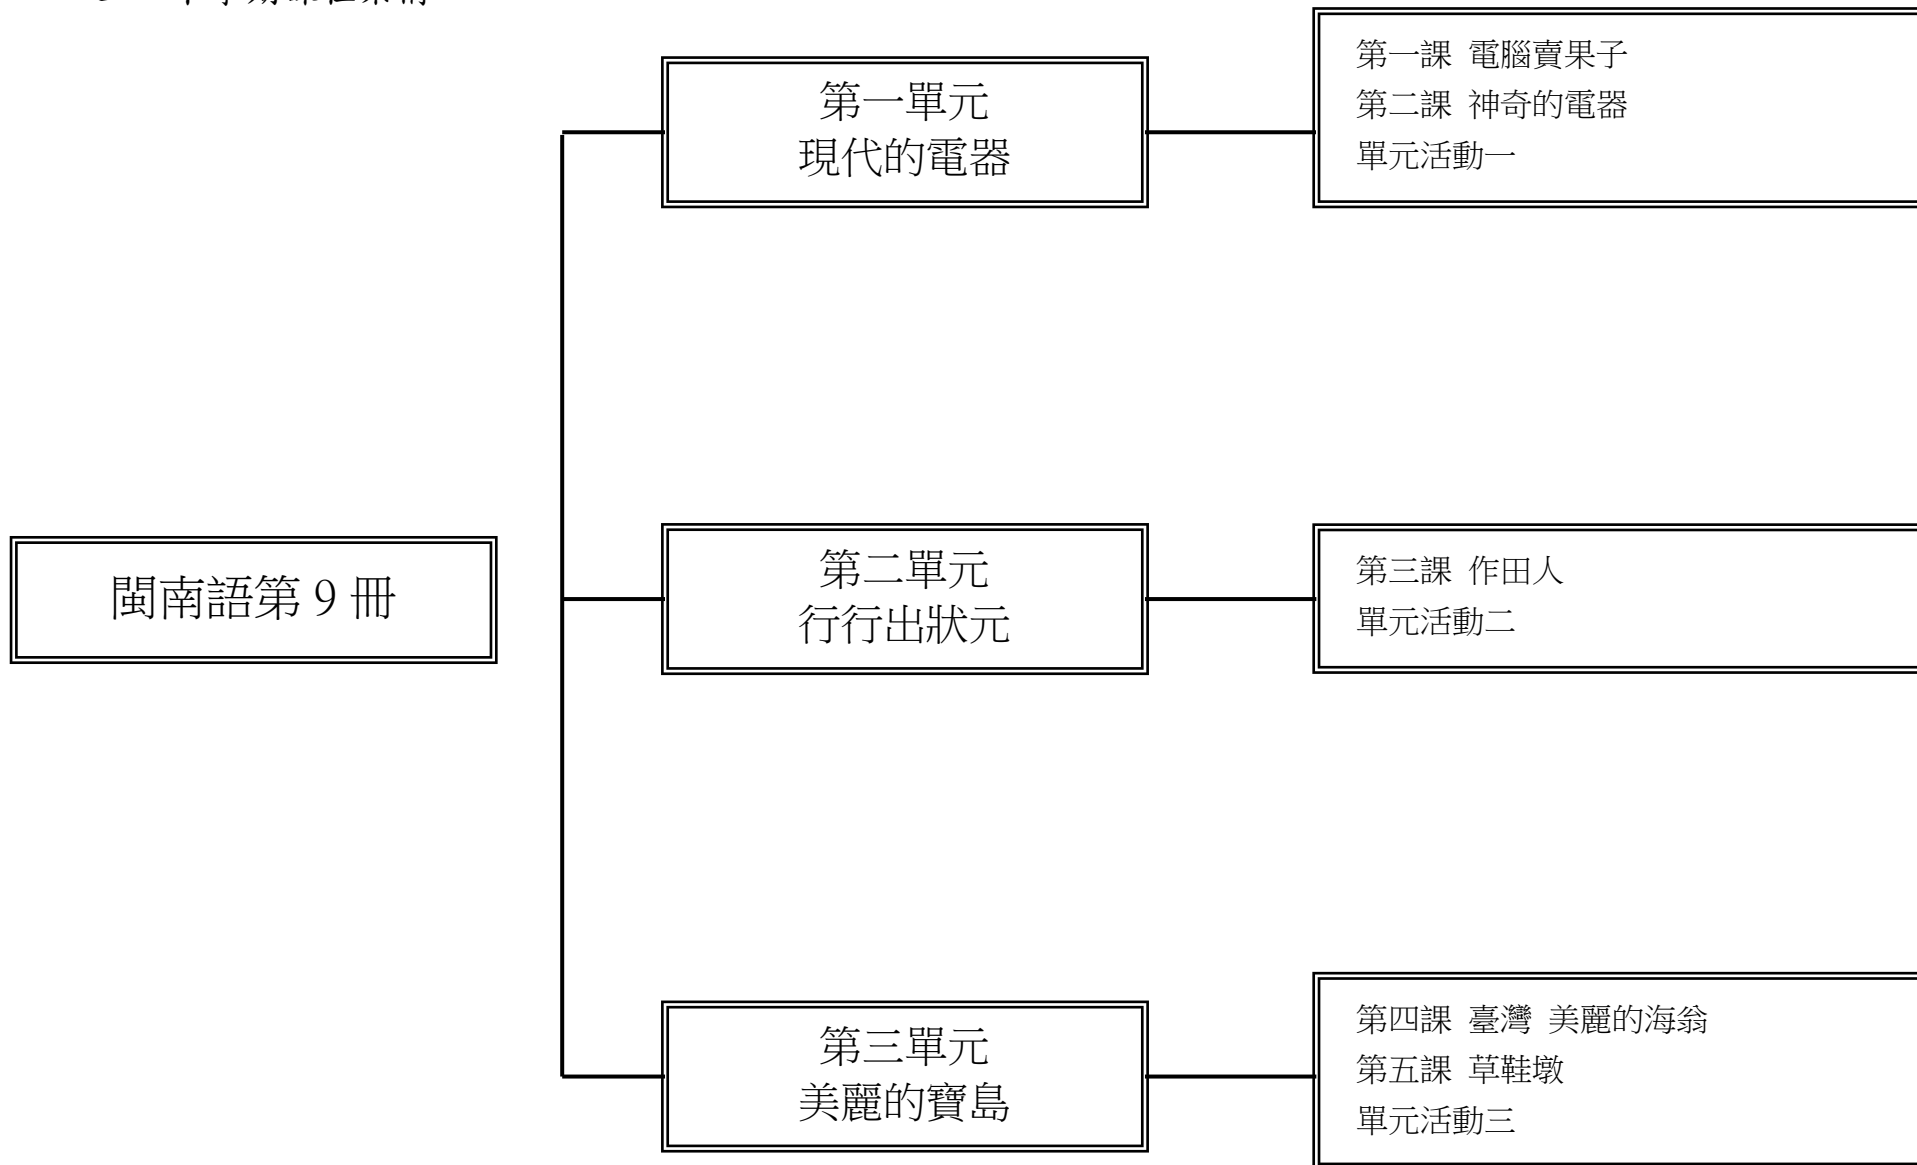 閩南語第 9 冊
第一單元
現代的電器
第一課 電腦賣果子
第二課 神奇的電器
單元活動一
第二單元
行行出狀元
第三課 作田人
單元活動二
第三單元
美麗的寶島
第四課 臺灣 美麗的海翁
第五課 草鞋墩
單元活動三